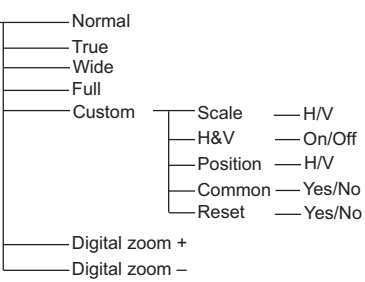 Normal
True
Wide
Full
Custom
Scale H/V
H&V On/Off
Position H/V
Common Yes/No
Reset Yes/No
Digital zoom +
Digital zoom –